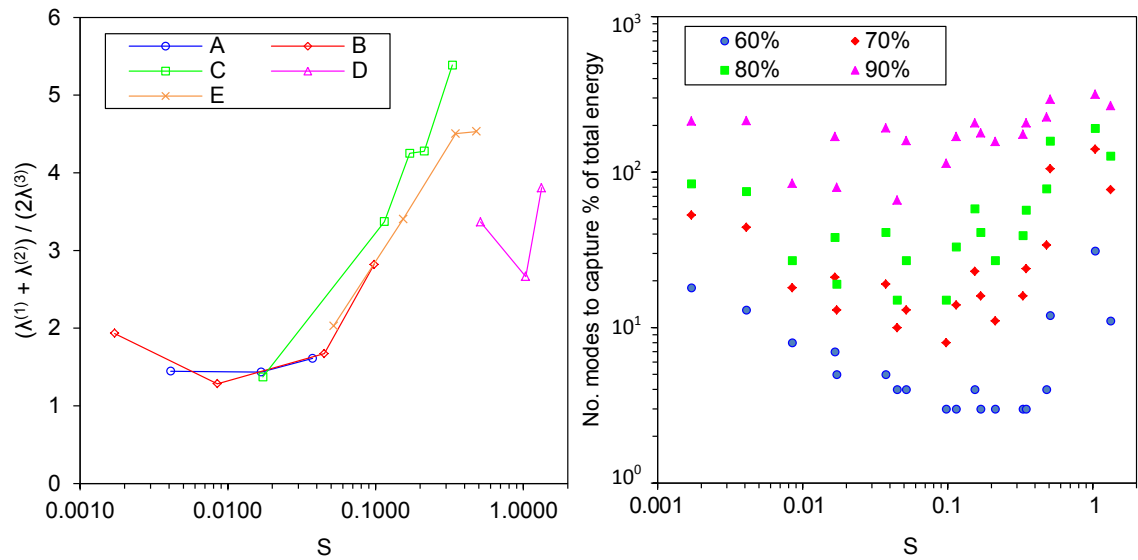 6
5
4
3
2
1
0
(λ⁽¹⁾ + λ⁽²⁾) / (2λ⁽³⁾)
A
B
C
D
E
0.0010
0.0100
0.1000
1.0000
S
10³
10²
10¹
10⁰
No. modes to capture % of total energy
60%
70%
80%
90%
0.001
0.01
0.1
1
S